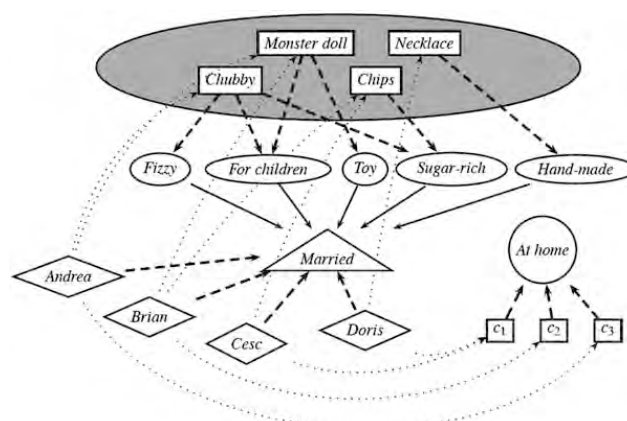 Monster doll
Necklace
Chubby
Chips
Fizzy
For children
Toy
Sugar-rich
Hand-made
Married
At home
Andrea
Brian
Cesc
Doris
c₁
c₂
c₃